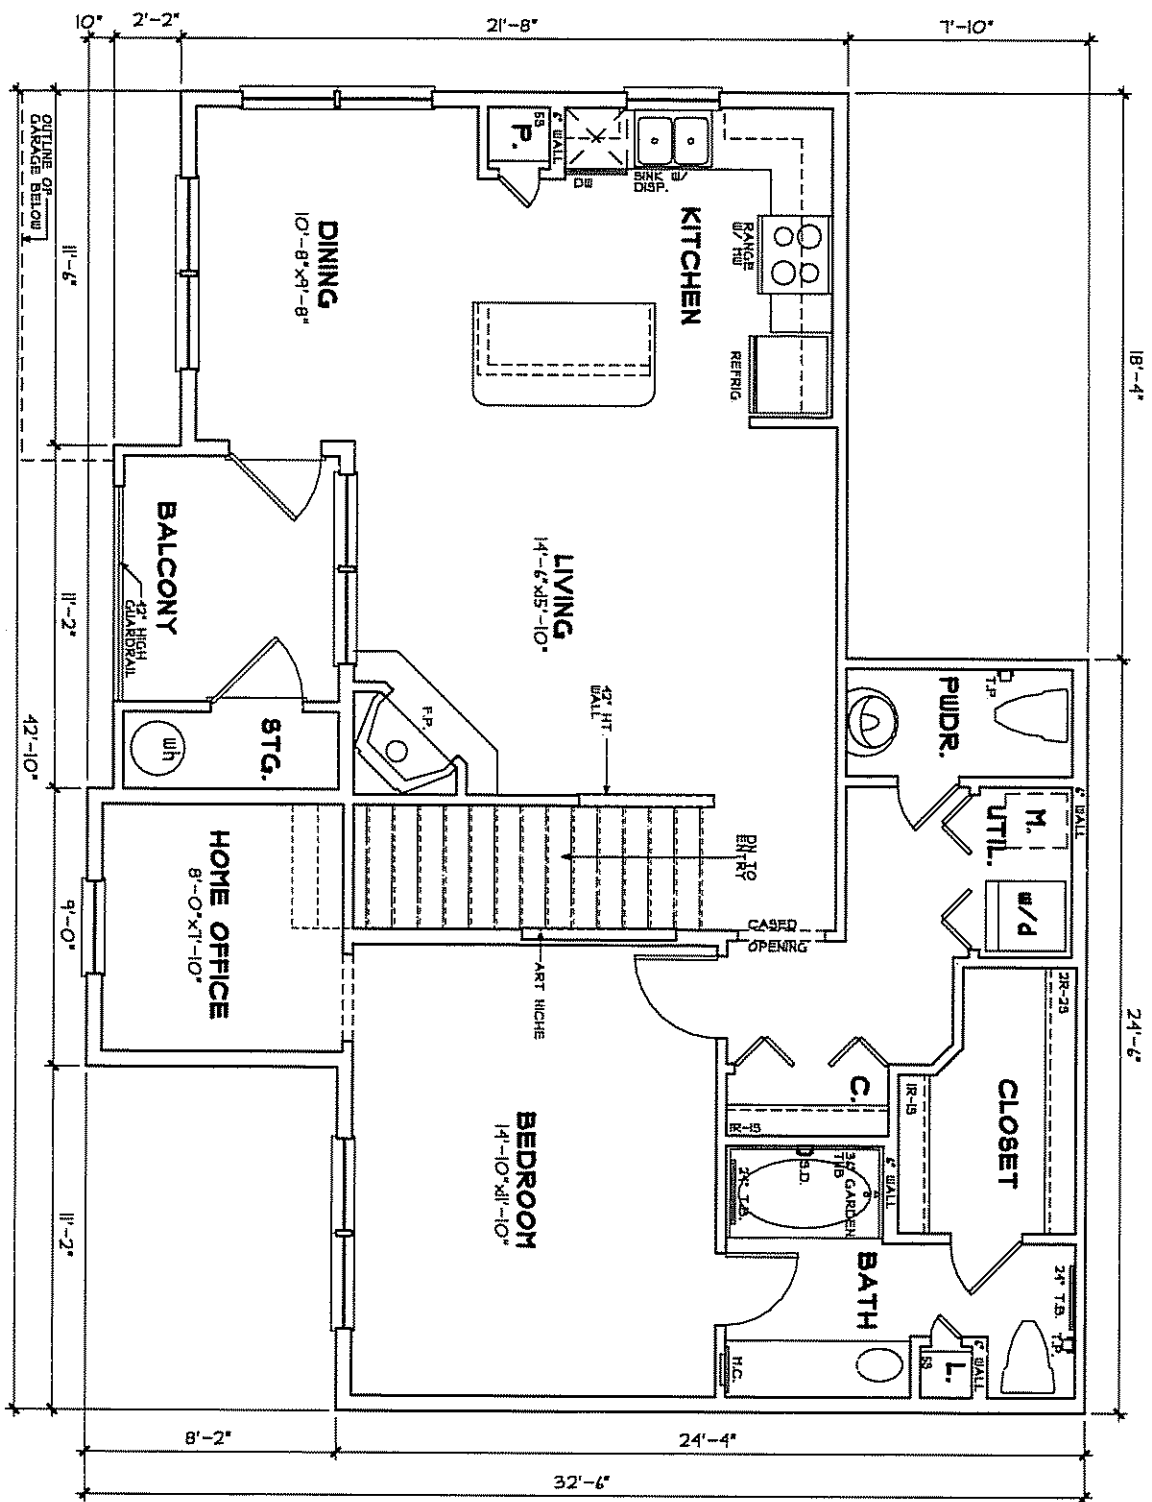 10"
2'-2"
21'-8"
7'-10"
OUTLINE OF
GARAGE BELOW
11'-6"
11'-2"
42'-10"
9'-0"
11'-2"
18'-4"
24'-6"
8'-2"
24'-4"
32'-6"
P.
5S
6" WALL
DW
SINK W/
DISP.
KITCHEN
RANGE
W/ MW
REFRIG.
DINING
10'-8"x9'-8"
LIVING
14'-6"x15'-10"
BALCONY
42" HIGH
GUARDRAIL
STG.
wh
F.P.
42" HT.
WALL
DN TO
ENTRY
PWDR.
T.P.
6" WALL
M.
UTIL.
w/d
CASED
OPENING
ART NICHE
HOME OFFICE
8'-0"x7'-10"
BEDROOM
14'-10"x11'-10"
C.
1R-1S
2R-2S
CLOSET
1R-1S
6" WALL
36" GARDEN
TUB
S.D.
24" T.B.
BATH
24" T.B.
T.P.
6" WALL
L.
5S
M.C.